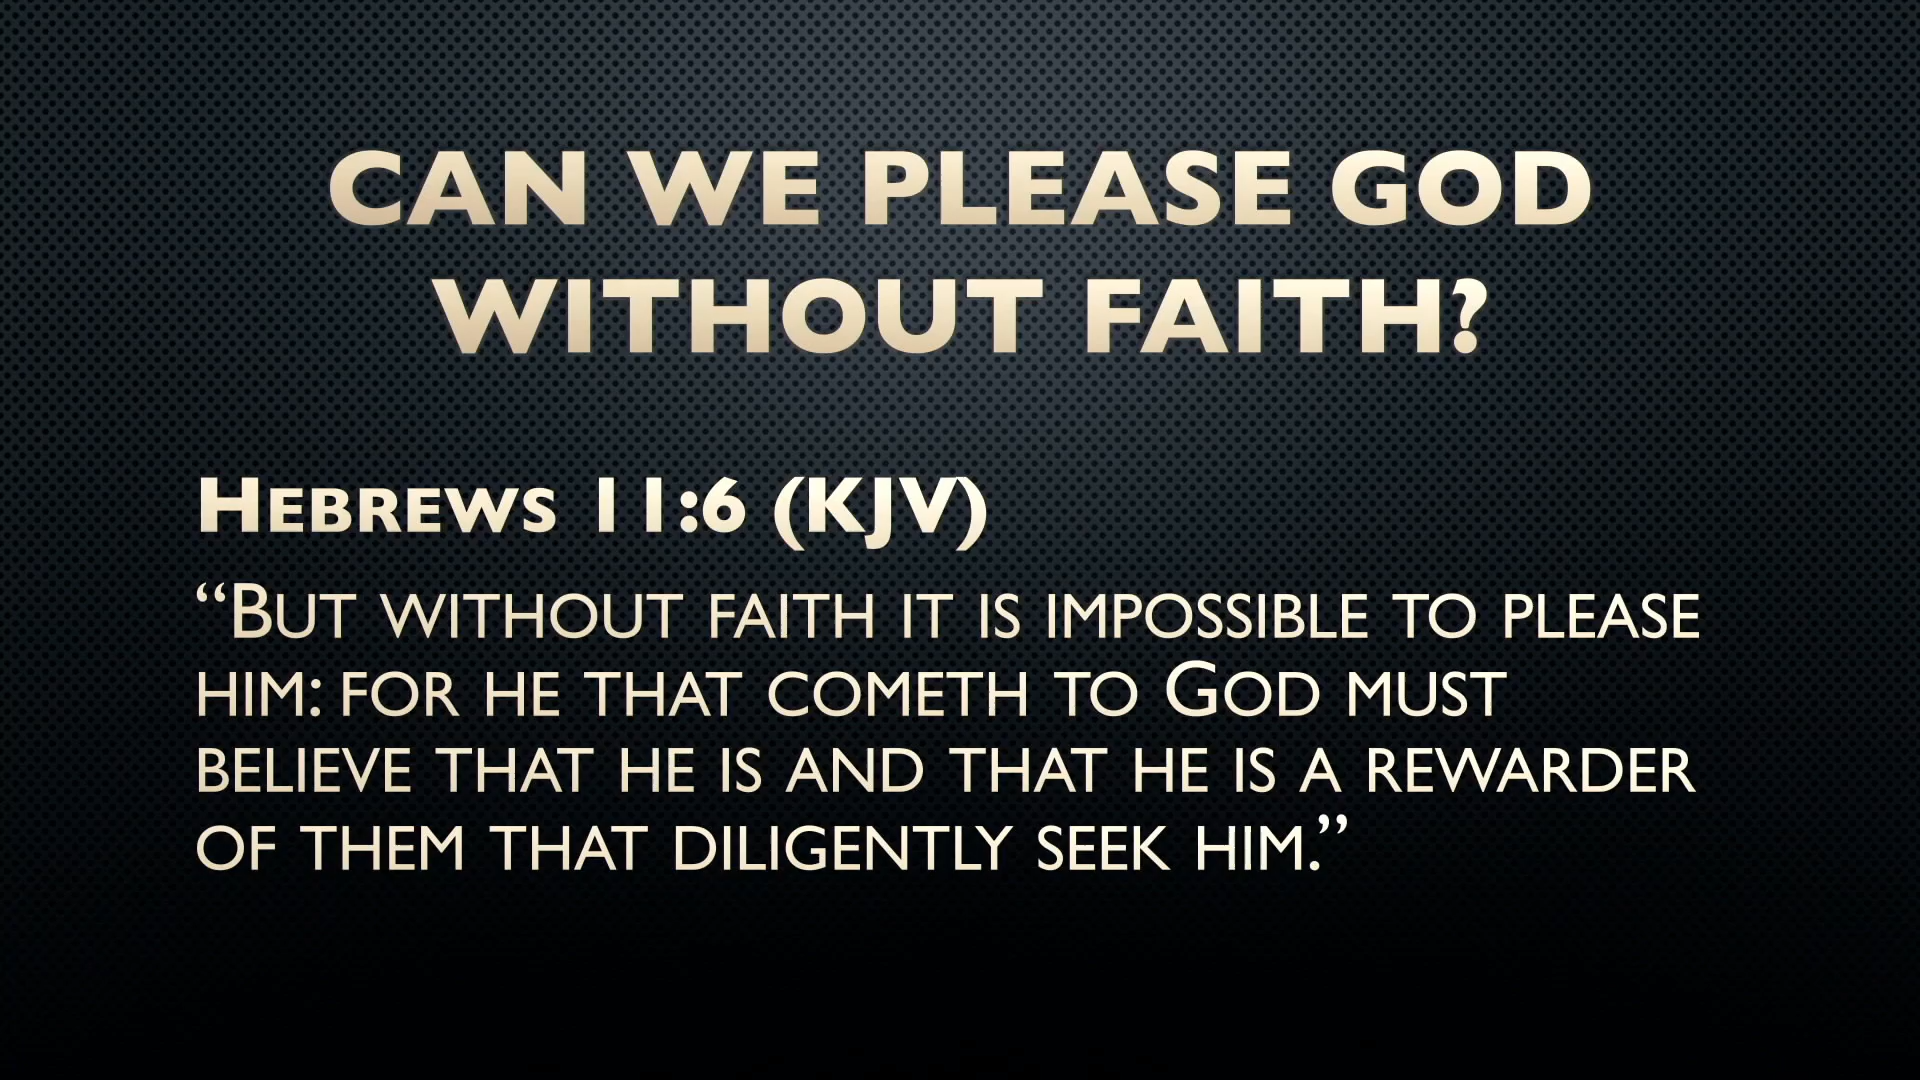 CAN WE PLEASE GOD
WITHOUT FAITH?
HEBREWS 11:6 (KJV)
“BUT WITHOUT FAITH IT IS IMPOSSIBLE TO PLEASE
HIM: FOR HE THAT COMETH TO GOD MUST
BELIEVE THAT HE IS AND THAT HE IS A REWARDER
OF THEM THAT DILIGENTLY SEEK HIM.”